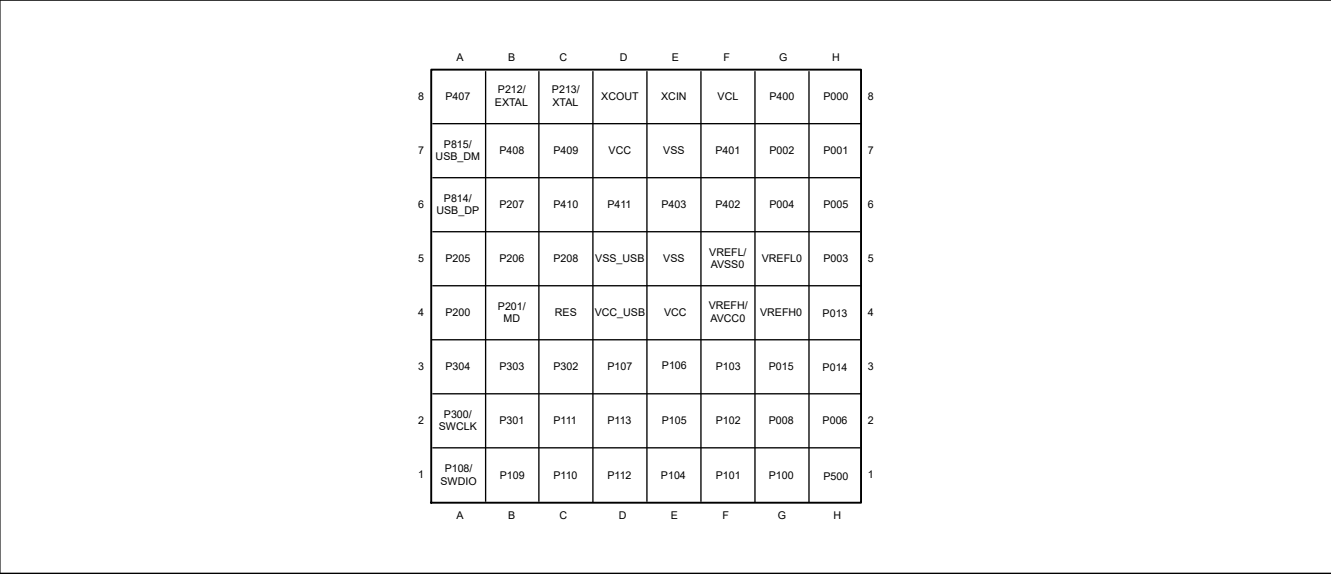 A B C D E F G H
8 P407 P212/ EXTAL P213/ XTAL XCOUT XCIN VCL P400 P000 8
7 P815/ USB_DM P408 P409 VCC VSS P401 P002 P001 7
6 P814/ USB_DP P207 P410 P411 P403 P402 P004 P005 6
5 P205 P206 P208 VSS_USB VSS VREFL/ AVSS0 VREFL0 P003 5
4 P200 P201/ MD RES VCC_USB VCC VREFH/ AVCC0 VREFH0 P013 4
3 P304 P303 P302 P107 P106 P103 P015 P014 3
2 P300/ SWCLK P301 P111 P113 P105 P102 P008 P006 2
1 P108/ SWDIO P109 P110 P112 P104 P101 P100 P500 1
A B C D E F G H